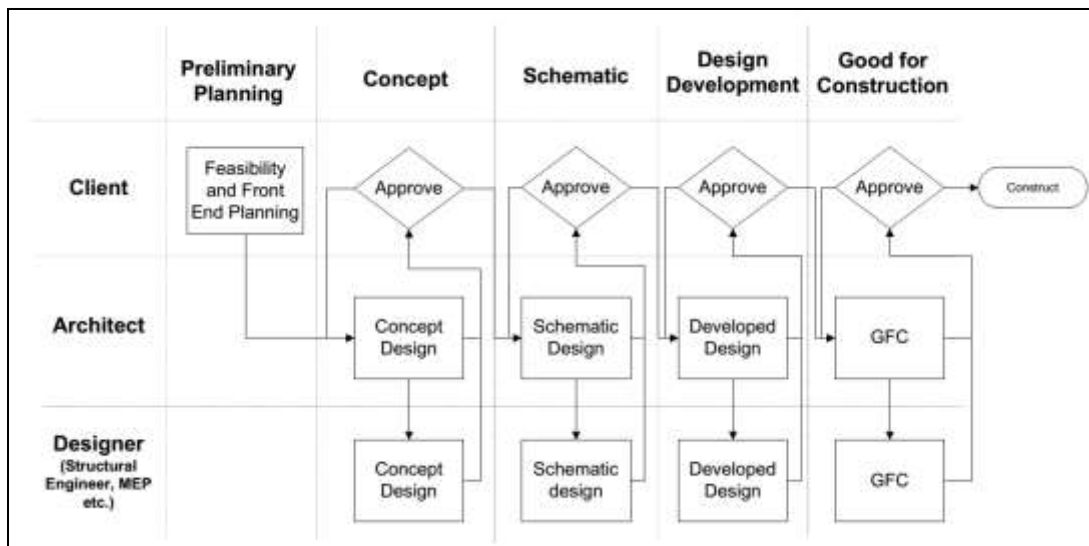 Preliminary
Planning
Concept
Schematic
Design
Development
Good for
Construction
Client
Feasibility
and Front
End Planning
Approve
Approve
Approve
Approve
Construct
Architect
Concept
Design
Schematic
Design
Developed
Design
GFC
Designer
(Structural
Engineer, MEP
etc.)
Concept
Design
Schematic
design
Developed
Design
GFC